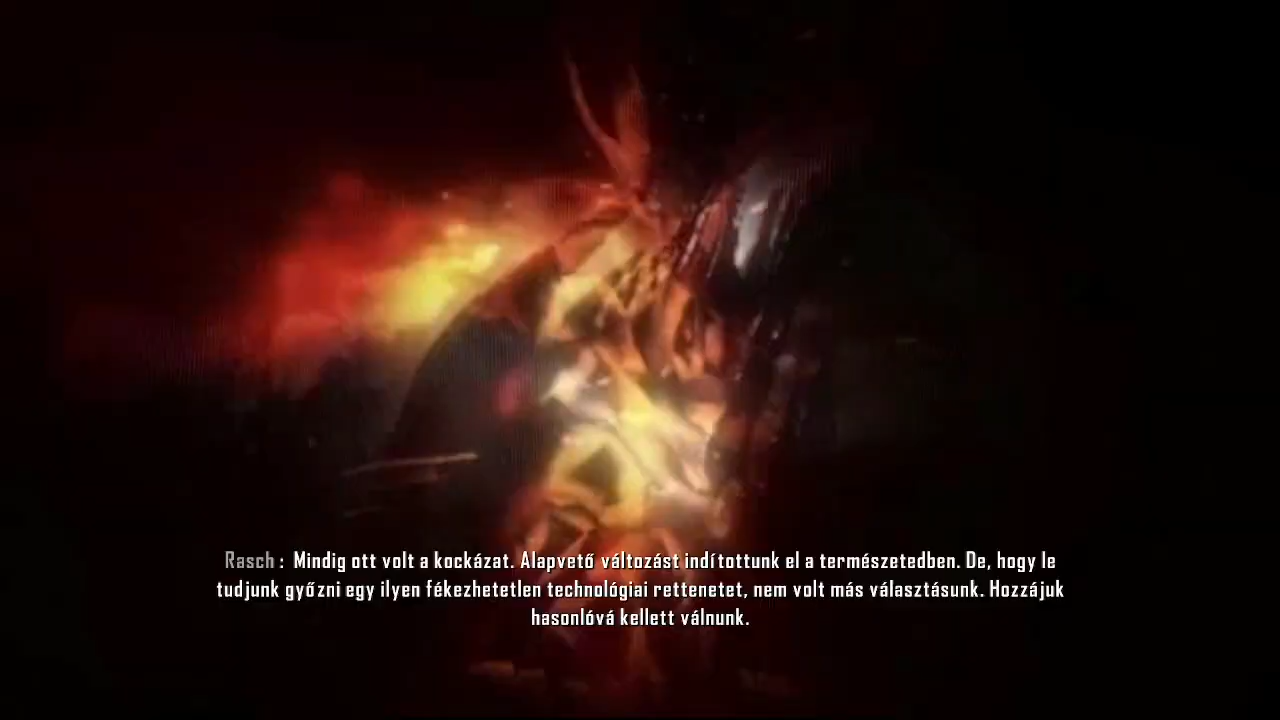 Rasch : Mindig ott volt a kockázat. Alapvető változást indítottunk el a természetedben. De, hogy le
tudjunk győzni egy ilyen fékezhetetlen technológiai rettenetet, nem volt más választásunk. Hozzájuk
hasonlóvá kellett válnunk.